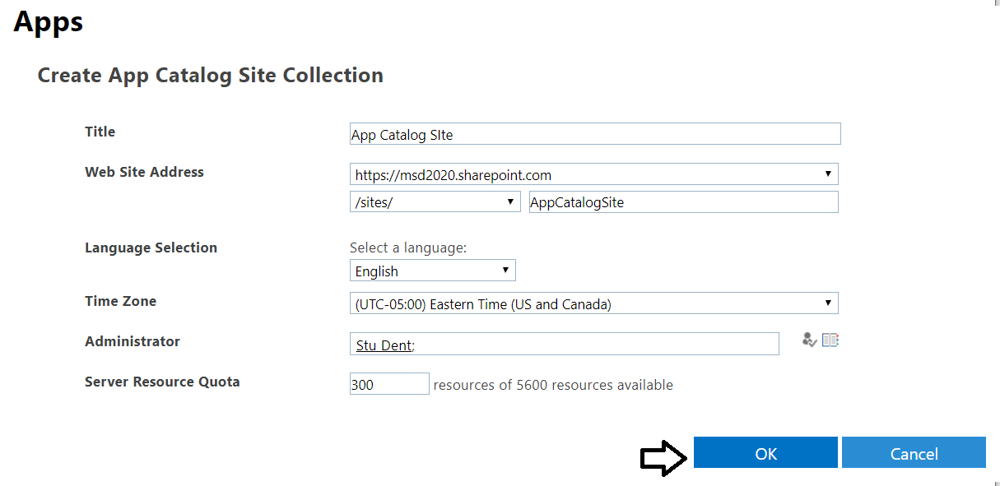 Apps
Create App Catalog Site Collection
Title
App Catalog SIte
Web Site Address
https://msd2020.sharepoint.com
/sites/ AppCatalogSite
Language Selection
Select a language:
English
Time Zone
(UTC-05:00) Eastern Time (US and Canada)
Administrator
Stu Dent;
Server Resource Quota
300 resources of 5600 resources available
OK Cancel